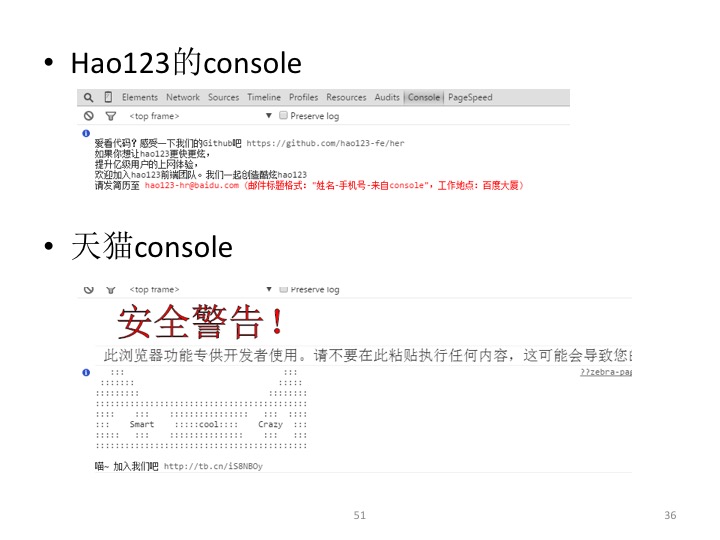 • Hao123的console
Elements Network Sources Timeline Profiles Resources Audits Console PageSpeed
<top frame> ▼ Preserve log
爱看代码？感受一下我们的Github吧 https://github.com/hao123-fe/her
如果你想让hao123更快更炫，
提升亿级用户的上网体验，
欢迎加入hao123前端团队。我们一起创造酷炫hao123
请发简历至 hao123-hr@baidu.com（邮件标题格式："姓名-手机号-来自console"，工作地点：百度大厦）
• 天猫console
<top frame> ▼ Preserve log
安全警告！
此浏览器功能专供开发者使用。请不要在此粘贴执行任何内容，这可能会导致您的
??zebra-pag
::: :::
::::::: :::::
::::::::: ::::::::
::::::::::::::::::::::::::::::::::::::::::
:::: ::: :::::::::::::::: ::: ::::
::: Smart :::::cool:::: Crazy :::
::::: ::: ::::::::::::::: ::: :::
::::::::::::::::::::::::::::::::::::::::::
喵~ 加入我们吧 http://tb.cn/iS8NBOy
51 36